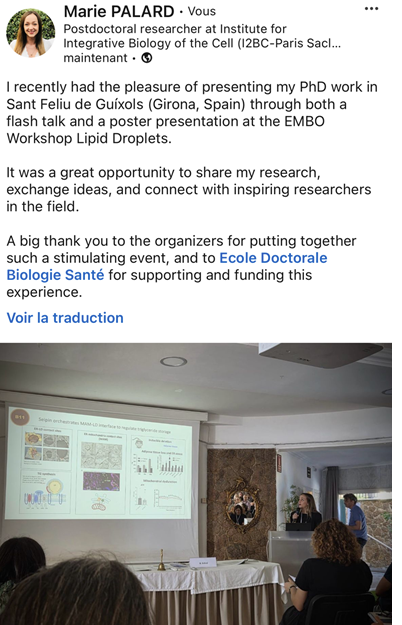 Marie PALARD · Vous
Postdoctoral researcher at Institute for
Integrative Biology of the Cell (I2BC-Paris Sacl...
maintenant ·
I recently had the pleasure of presenting my PhD work in
Sant Feliu de Guíxols (Girona, Spain) through both a
flash talk and a poster presentation at the EMBO
Workshop Lipid Droplets.
It was a great opportunity to share my research,
exchange ideas, and connect with inspiring researchers
in the field.
A big thank you to the organizers for putting together
such a stimulating event, and to Ecole Doctorale
Biologie Santé for supporting and funding this
experience.
Voir la traduction